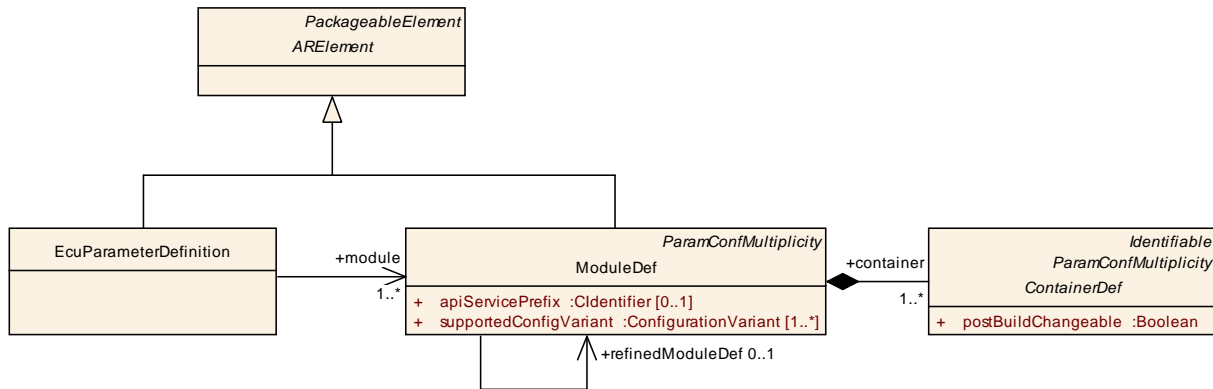 PackageableElement
ARElement
EcuParameterDefinition
+module
1..*
ParamConfMultiplicity
ModuleDef
+ apiServicePrefix :CIdentifier [0..1]
+ supportedConfigVariant :ConfigurationVariant [1..*]
+refinedModuleDef 0..1
+container
1..*
Identifiable
ParamConfMultiplicity
ContainerDef
+ postBuildChangeable :Boolean